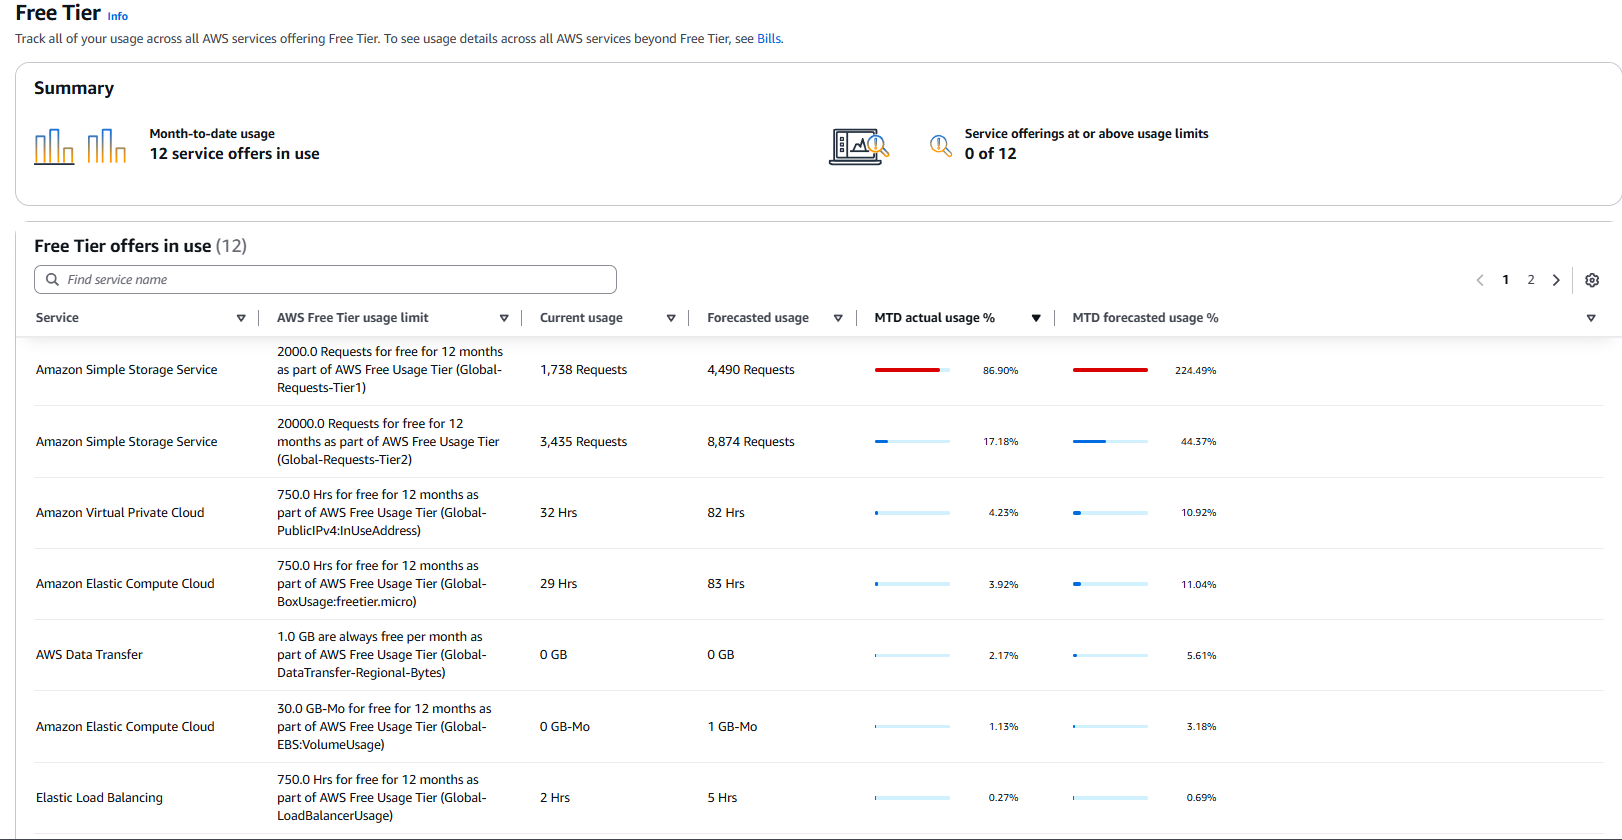 Free Tier Info
Track all of your usage across all AWS services offering Free Tier. To see usage details across all AWS services beyond Free Tier, see Bills.
Summary
Month-to-date usage
12 service offers in use
Service offerings at or above usage limits
0 of 12
Free Tier offers in use (12)
Find service name
1 2
Service AWS Free Tier usage limit Current usage Forecasted usage MTD actual usage % MTD forecasted usage %
2000.0 Requests for free for 12 months
Amazon Simple Storage Service as part of AWS Free Usage Tier (Global- 1,738 Requests 4,490 Requests 86.90% 224.49%
Requests-Tier1)
20000.0 Requests for free for 12
Amazon Simple Storage Service months as part of AWS Free Usage Tier 3,435 Requests 8,874 Requests 17.18% 44.37%
(Global-Requests-Tier2)
750.0 Hrs for free for 12 months as
Amazon Virtual Private Cloud part of AWS Free Usage Tier (Global- 32 Hrs 82 Hrs 4.23% 10.92%
PublicIPv4:InUseAddress)
750.0 Hrs for free for 12 months as
Amazon Elastic Compute Cloud part of AWS Free Usage Tier (Global- 29 Hrs 83 Hrs 3.92% 11.04%
BoxUsage:freetier.micro)
1.0 GB are always free per month as
AWS Data Transfer part of AWS Free Usage Tier (Global- 0 GB 0 GB 2.17% 5.61%
DataTransfer-Regional-Bytes)
30.0 GB-Mo for free for 12 months as
Amazon Elastic Compute Cloud part of AWS Free Usage Tier (Global- 0 GB-Mo 1 GB-Mo 1.13% 3.18%
EBS:VolumeUsage)
750.0 Hrs for free for 12 months as
Elastic Load Balancing part of AWS Free Usage Tier (Global- 2 Hrs 5 Hrs 0.27% 0.69%
LoadBalancerUsage)